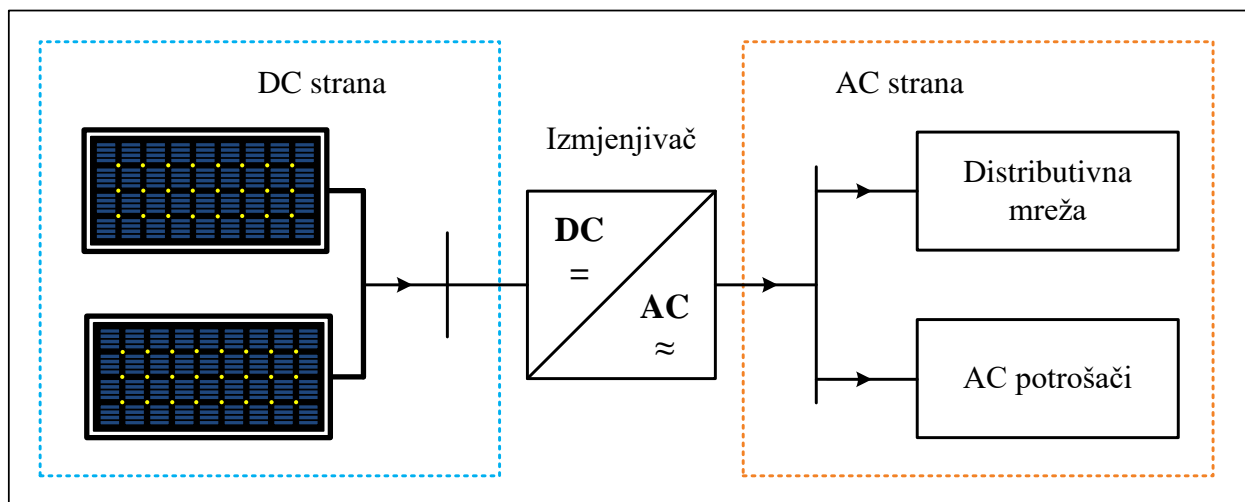 DC strana
AC strana
Izmjenjivač
DC
=
AC
≈
Distributivna
mreža
AC potrošači